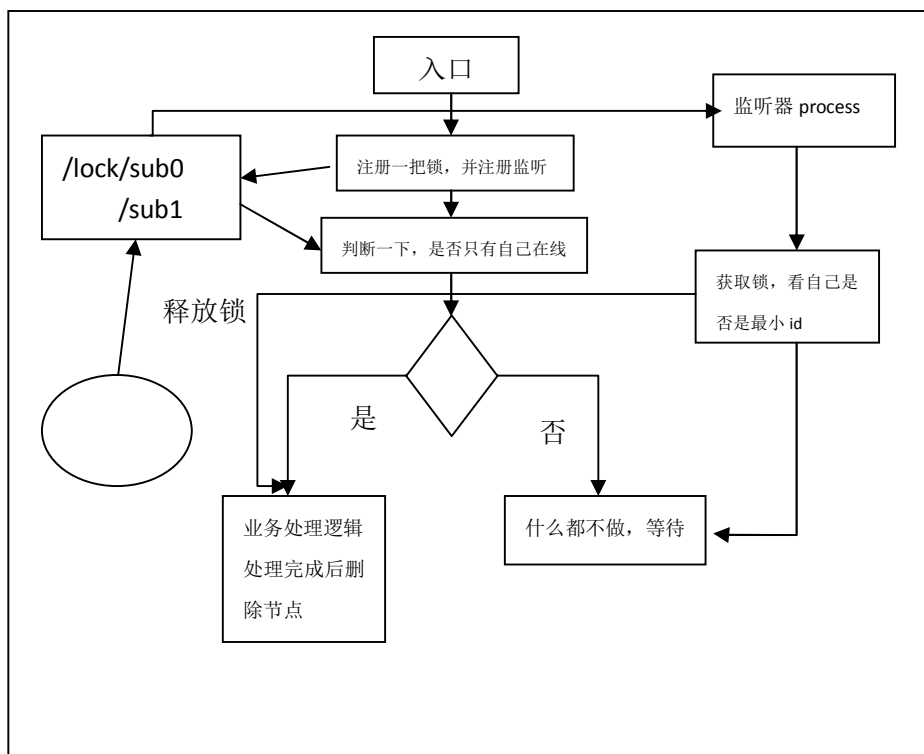 入口
监听器 process
/lock/sub0
/sub1
注册一把锁，并注册监听
判断一下，是否只有自己在线
获取锁，看自己是
否是最小 id
释放锁
是
否
业务处理逻辑
处理完成后删
除节点
什么都不做，等待